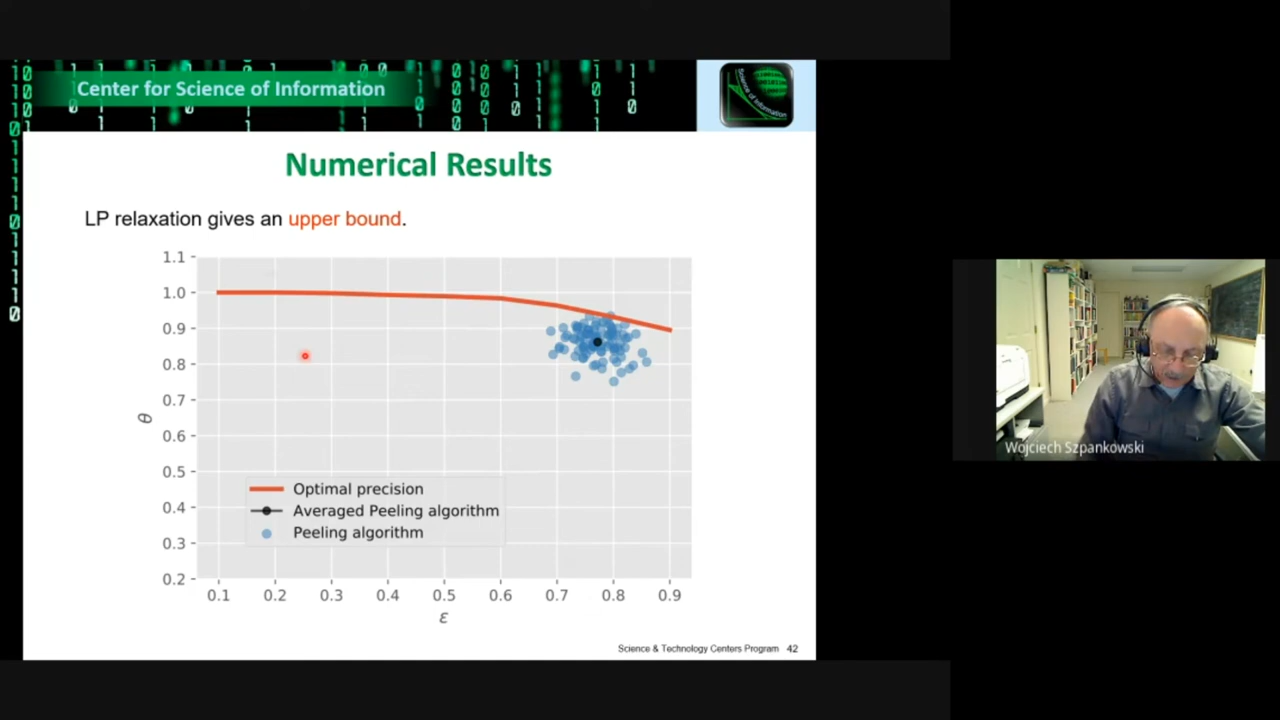 Center for Science of Information
Science of Information
Numerical Results
LP relaxation gives an upper bound.
1.1
1.0
0.9
0.8
0.7
0.6
0.5
0.4
0.3
0.2
θ
Optimal precision
Averaged Peeling algorithm
Peeling algorithm
0.1 0.2 0.3 0.4 0.5 0.6 0.7 0.8 0.9
ε
Science & Technology Centers Program 42
Wojciech Szpankowski